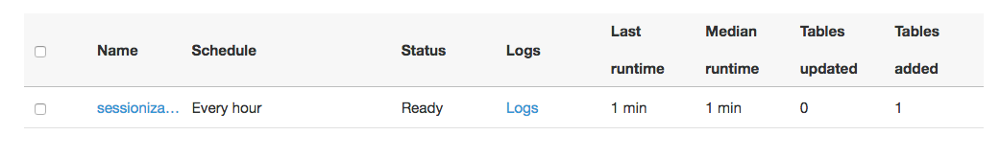 Name Schedule Status Logs Last runtime Median runtime Tables updated Tables added
sessioniza... Every hour Ready Logs 1 min 1 min 0 1